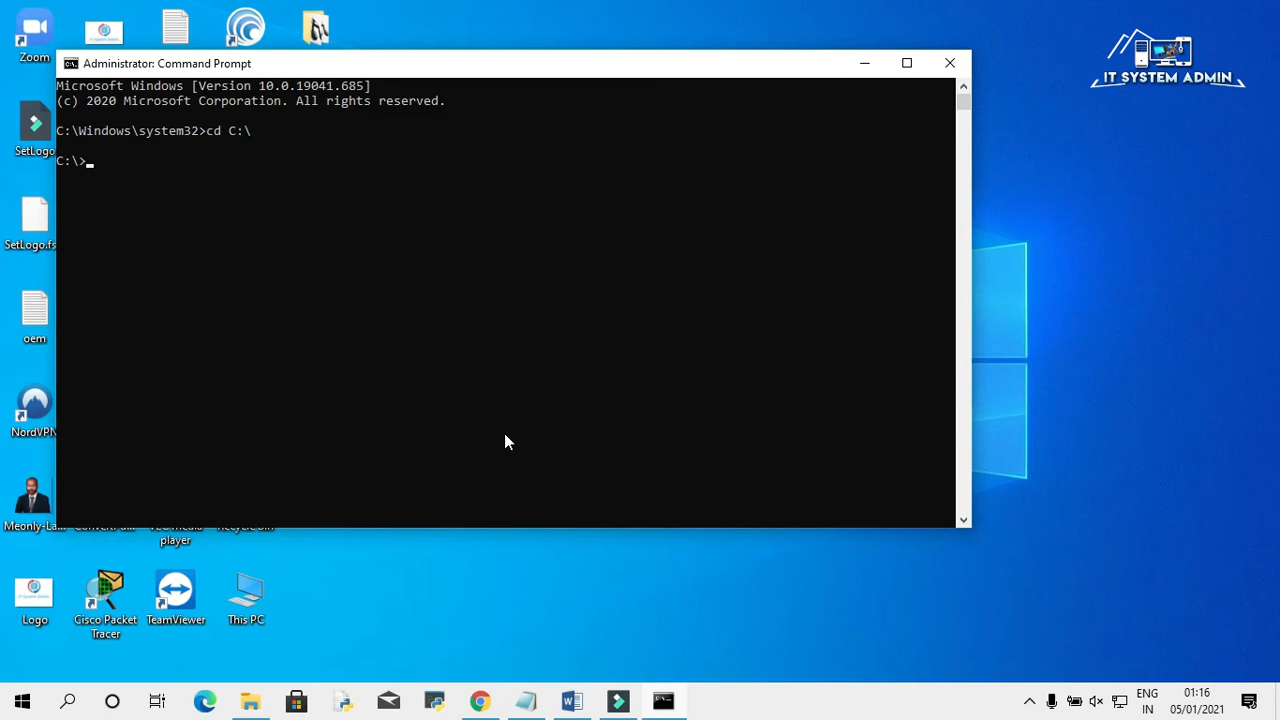 Zoom
IT SYSTEM ADMIN
Administrator: Command Prompt
Microsoft Windows [Version 10.0.19041.685]
(c) 2020 Microsoft Corporation. All rights reserved.
C:\Windows\system32>cd C:\
C:\>
SetLogo
SetLogo.fs
oem
NordVPN
Meonly-La...
player
Logo
Cisco Packet
Tracer
TeamViewer
This PC
ENG
IN
01:16
05/01/2021